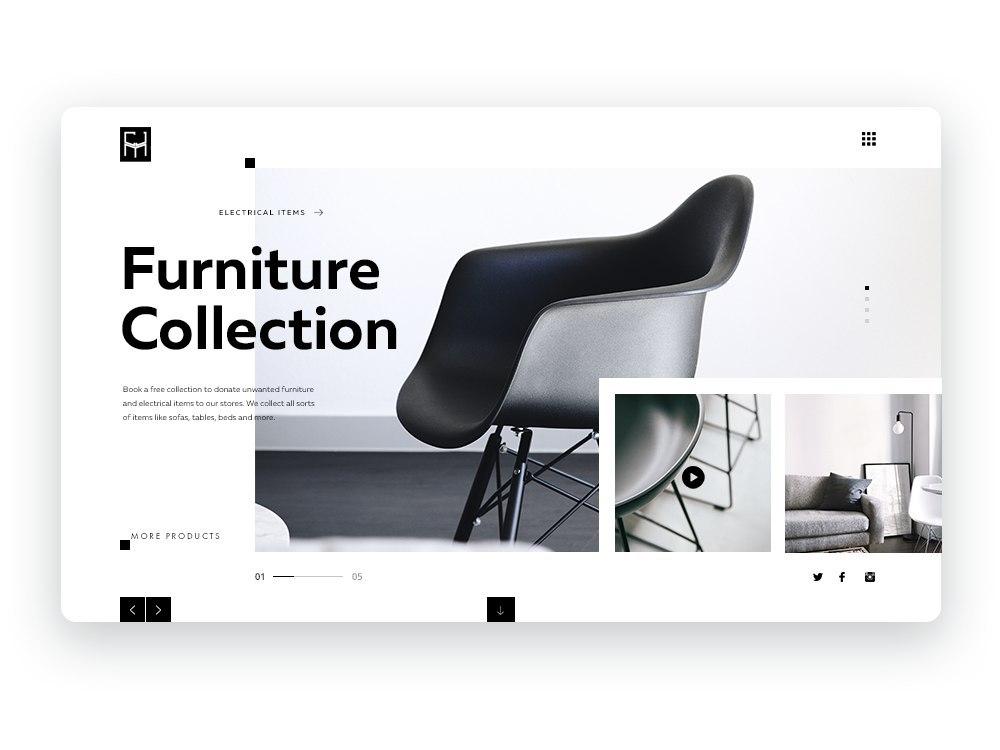 ELECTRICAL ITEMS
Furniture
Collection
Book a free collection to donate unwanted furniture
and electrical items to our stores. We collect all sorts
of items like sofas, tables, beds and more.
MORE PRODUCTS
01
05